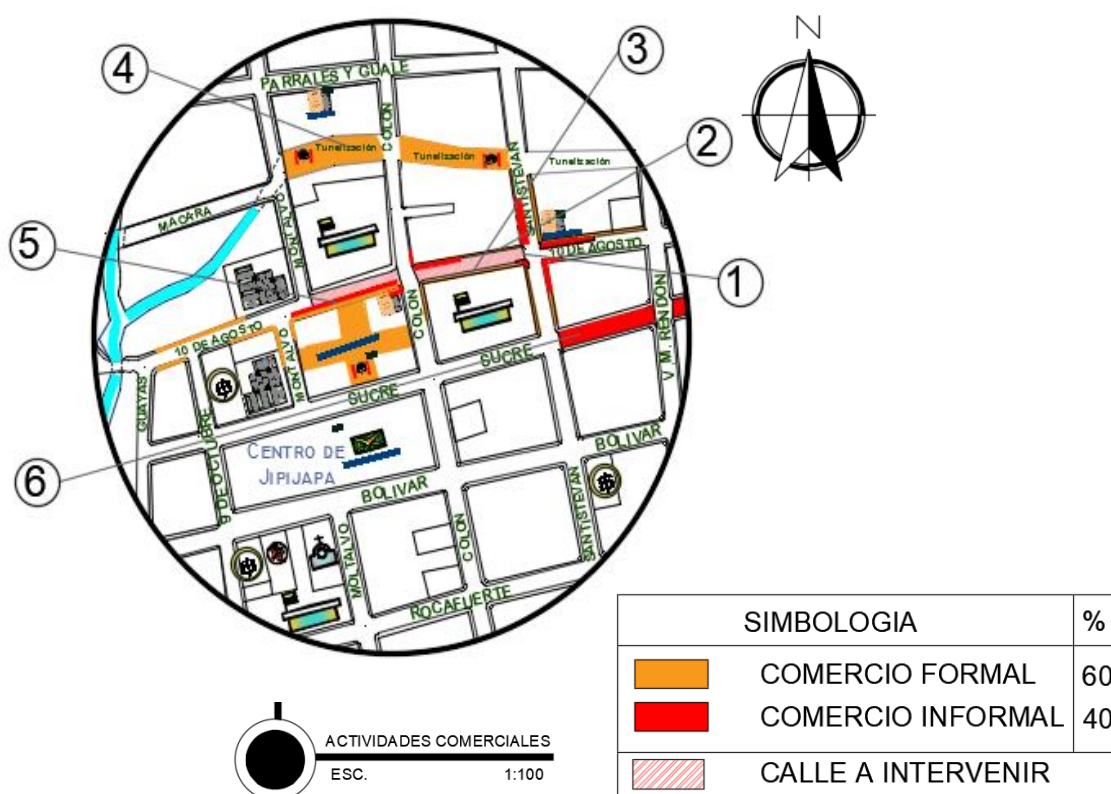 N
3
4
2
PARRALES Y GUALE
COLON
Tunelización
Tunelización
Tunelización
SANTISTEVAN
MACARA
MONTALVO
5
10 DE AGOSTO
1
COLON
10 DE AGOSTO
MONTALVO
SUCRE
V.M. RENDON
GUAYAS
SUCRE
9 DE OCTUBRE
6
CENTRO DE
JIPIJAPA
BOLIVAR
BOLIVAR
SANTISTEVAN
COLON
MOLTALVO
ROCAFUERTE
SIMBOLOGIA %
COMERCIO FORMAL 60
COMERCIO INFORMAL 40
CALLE A INTERVENIR
ACTIVIDADES COMERCIALES
ESC. 1:100